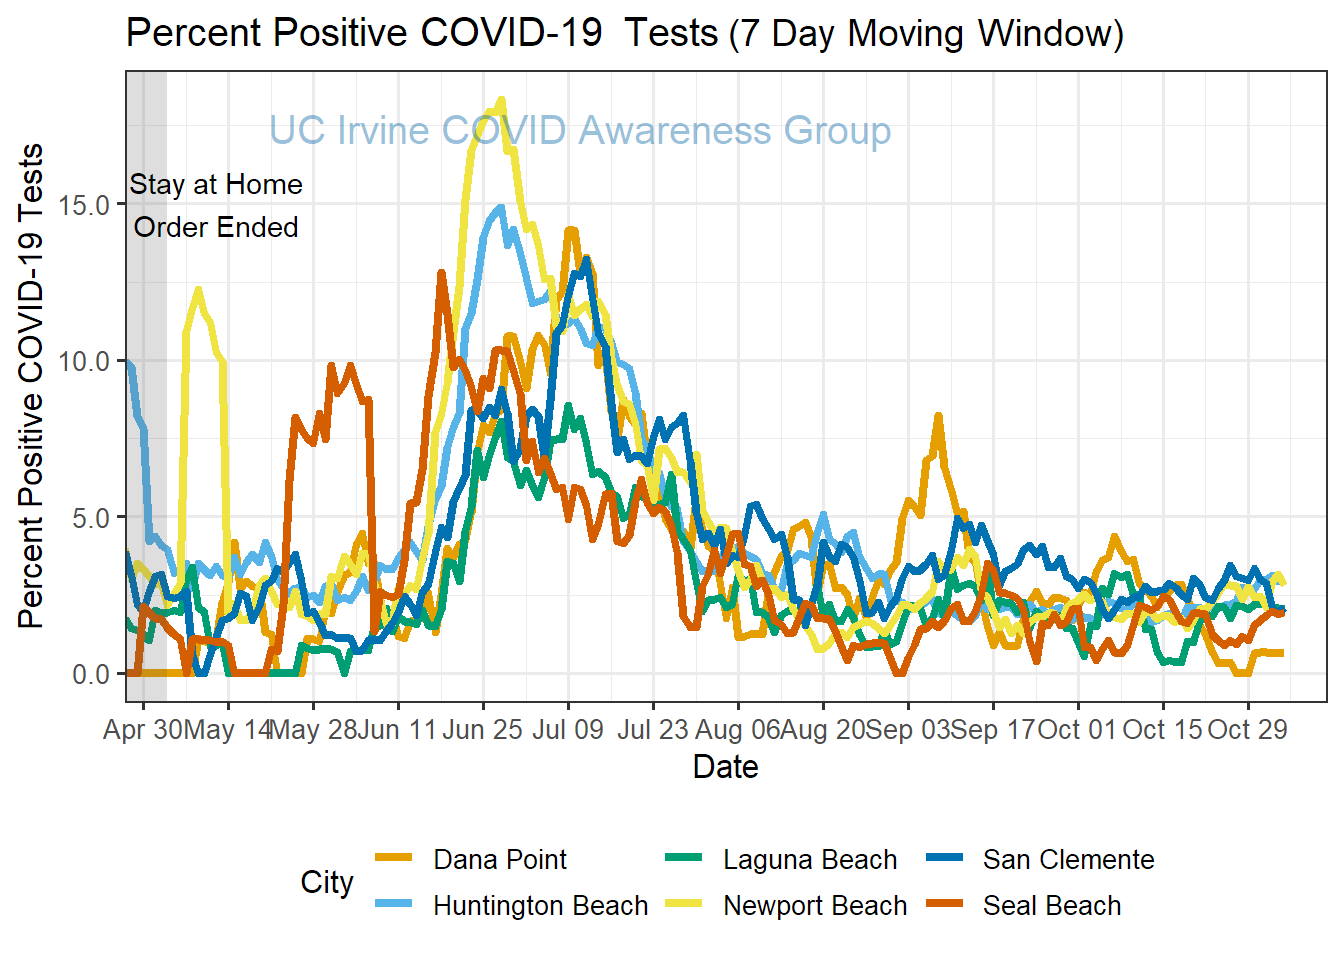 Percent Positive COVID-19 Tests (7 Day Moving Window)
UC Irvine COVID Awareness Group
Stay at Home
Order Ended
Percent Positive COVID-19 Tests
15.0
10.0
5.0
0.0
Apr 30 May 14 May 28 Jun 11 Jun 25 Jul 09 Jul 23 Aug 06 Aug 20 Sep 03 Sep 17 Oct 01 Oct 15 Oct 29
Date
City
Dana Point Laguna Beach San Clemente
Huntington Beach Newport Beach Seal Beach